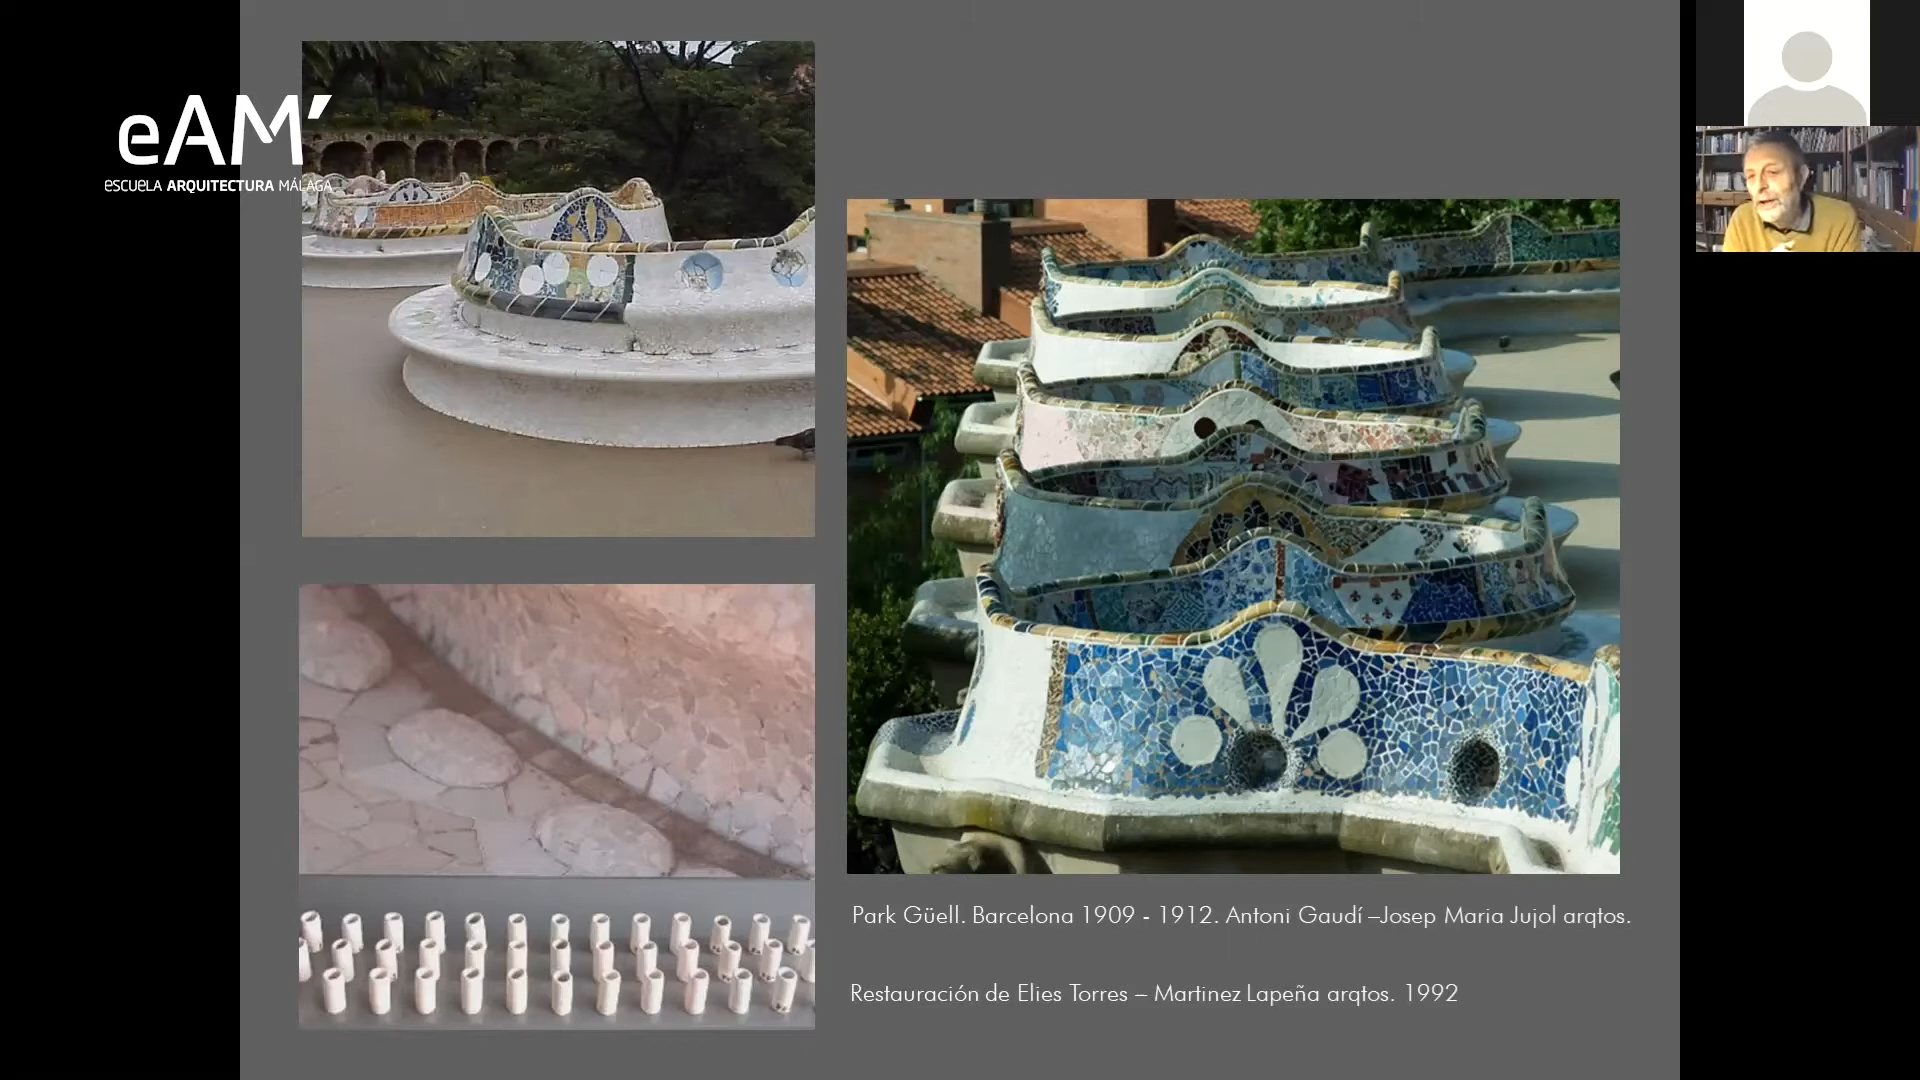 eAM'
ESCUELA ARQUITECTURA MÁLAGA
Park Güell. Barcelona 1909 - 1912. Antoni Gaudí –Josep Maria Jujol arqtos.
Restauración de Elies Torres – Martinez Lapeña arqtos. 1992